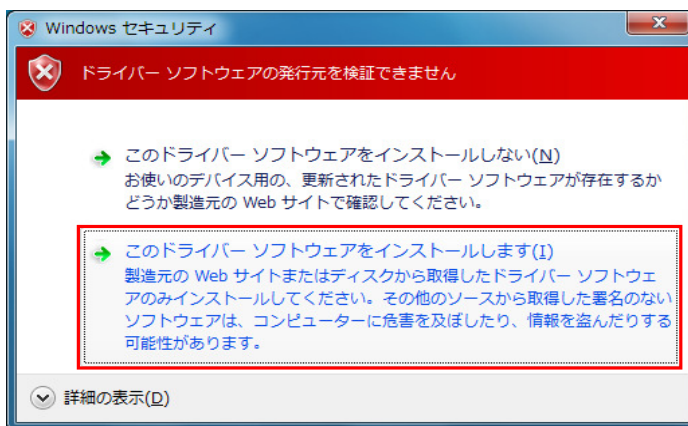 Windows セキュリティ
ドライバー ソフトウェアの発行元を検証できません
このドライバー ソフトウェアをインストールしない(N)
お使いのデバイス用の、更新されたドライバー ソフトウェアが存在するか
どうか製造元の Web サイトで確認してください。
このドライバー ソフトウェアをインストールします(I)
製造元の Web サイトまたはディスクから取得したドライバー ソフトウェ
アのみインストールしてください。その他のソースから取得した署名のない
ソフトウェアは、コンピューターに危害を及ぼしたり、情報を盗んだりする
可能性があります。
詳細の表示(D)